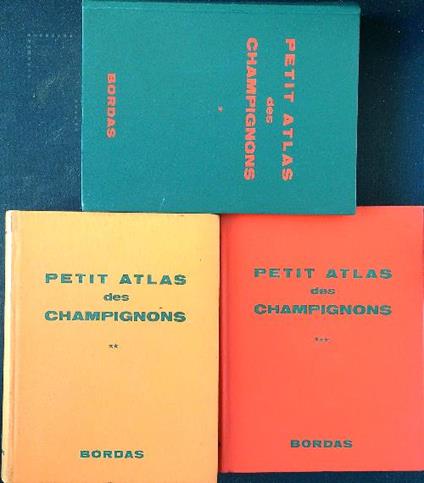 PETIT ATLAS
des
CHAMPIGNONS
*
BORDAS
PETIT ATLAS
des
CHAMPIGNONS
**
BORDAS
PETIT ATLAS
des
CHAMPIGNONS
***
BORDAS